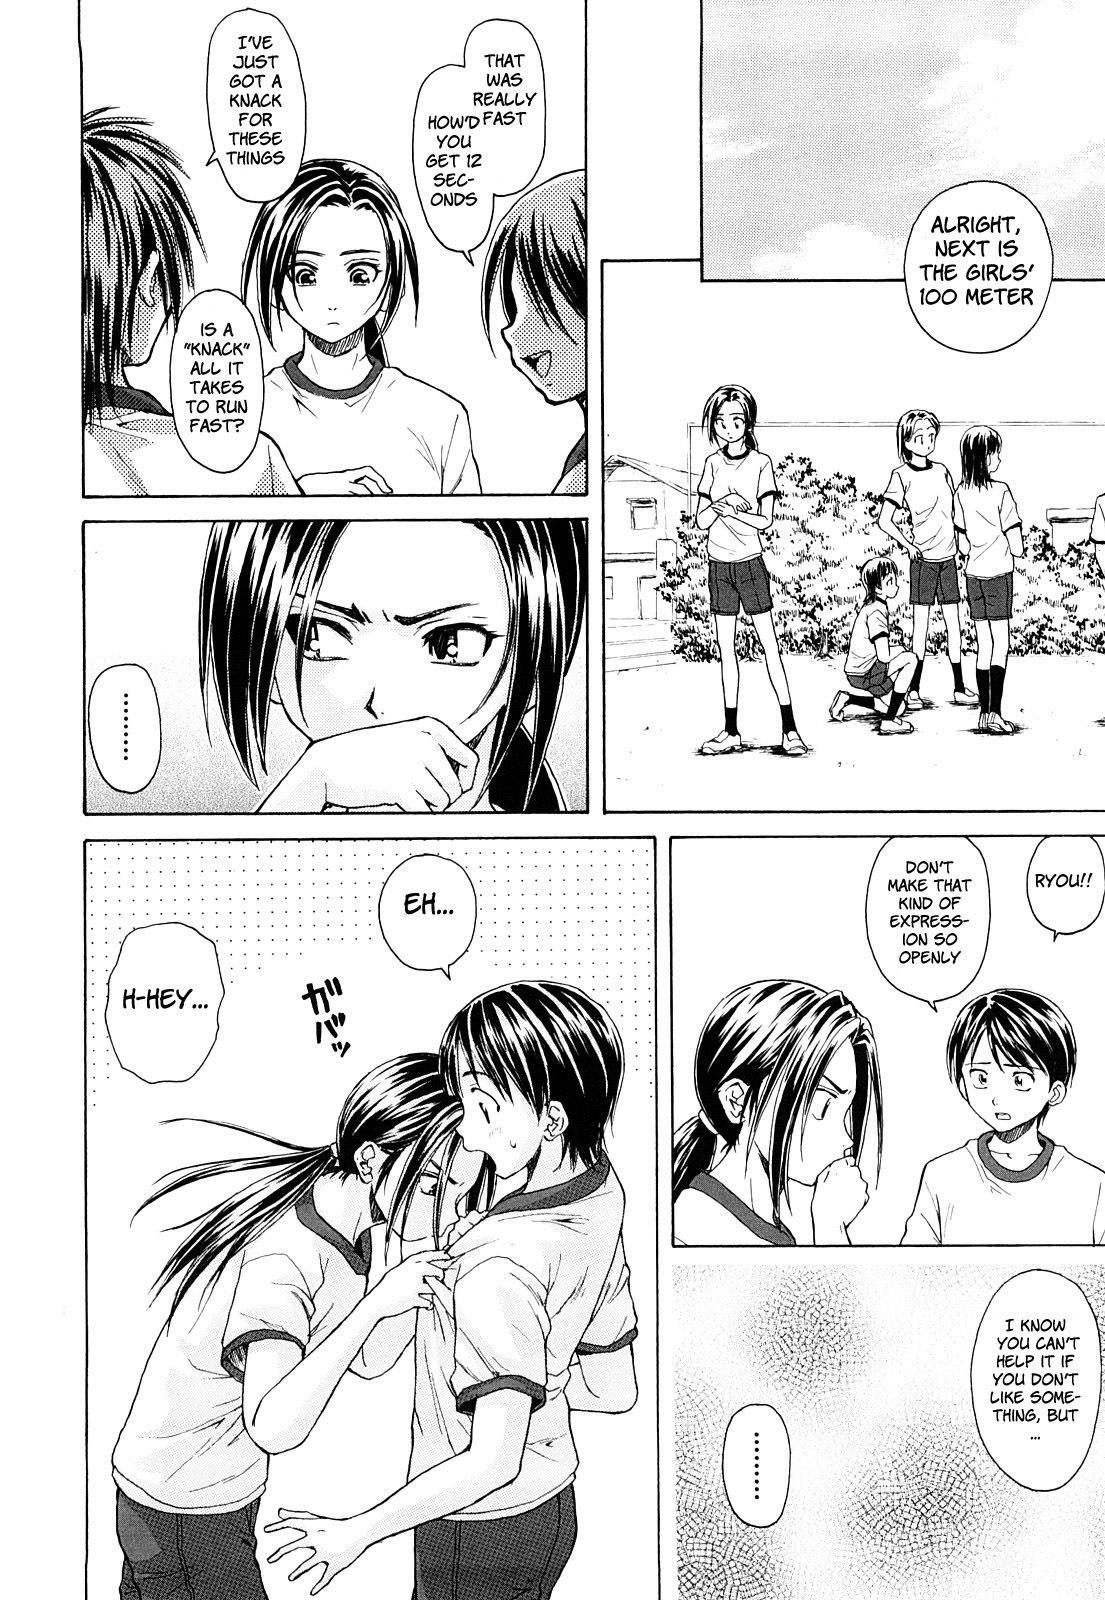 ALRIGHT,
NEXT IS
THE GIRLS'
100 METER
THAT
WAS
REALLY
FAST
HOW'D
YOU
GET 12
SEC-
ONDS
I'VE
JUST
GOT A
KNACK
FOR
THESE
THINGS
IS A
"KNACK"
ALL IT
TAKES
TO RUN
FAST?
........
RYOU!!
DON'T
MAKE THAT
KIND OF
EXPRESS-
ION SO
OPENLY
I KNOW
YOU CAN'T
HELP IT IF
YOU DON'T
LIKE SOME-
THING, BUT
...
........
EH...
ガバッ
H-HEY...